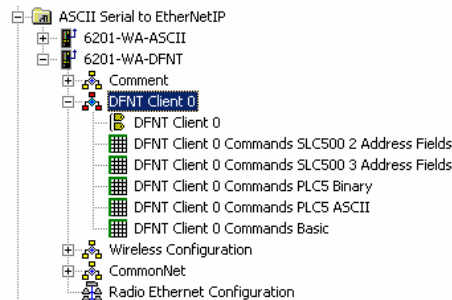 ASCII Serial to EtherNetIP
6201-WA-ASCII
6201-WA-DFNT
Comment
DFNT Client 0
DFNT Client 0
DFNT Client 0 Commands SLC500 2 Address Fields
DFNT Client 0 Commands SLC500 3 Address Fields
DFNT Client 0 Commands PLC5 Binary
DFNT Client 0 Commands PLC5 ASCII
DFNT Client 0 Commands Basic
Wireless Configuration
CommonNet
Radio Ethernet Configuration